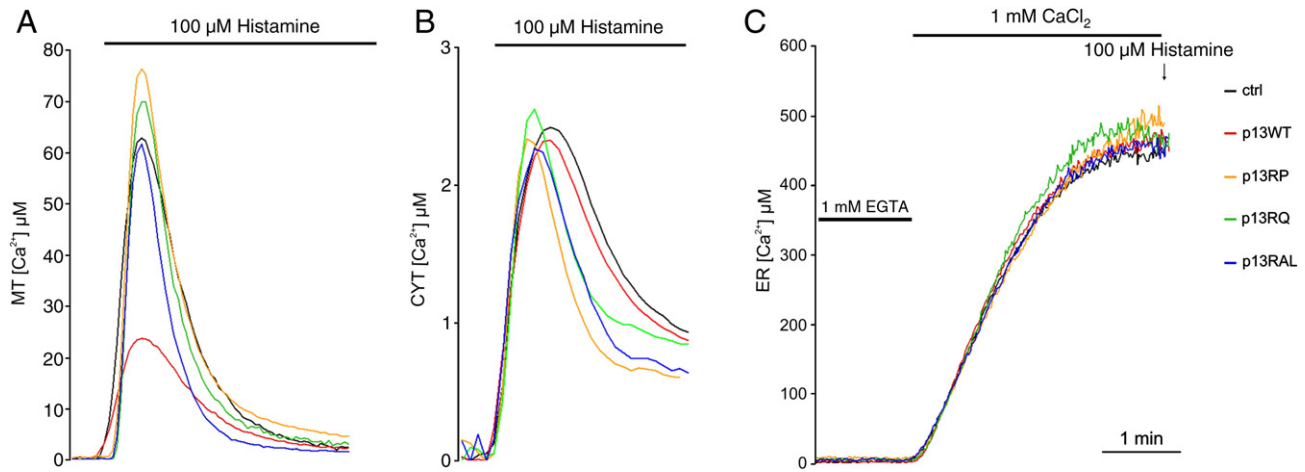 A
100 µM Histamine
MT [Ca²⁺] µM
80
70
60
50
40
30
20
10
0
B
100 µM Histamine
CYT [Ca²⁺] µM
3
2
1
0
C
1 mM CaCl₂
100 µM Histamine
1 mM EGTA
ER [Ca²⁺] µM
600
500
400
300
200
100
0
1 min
ctrl
p13WT
p13RP
p13RQ
p13RAL